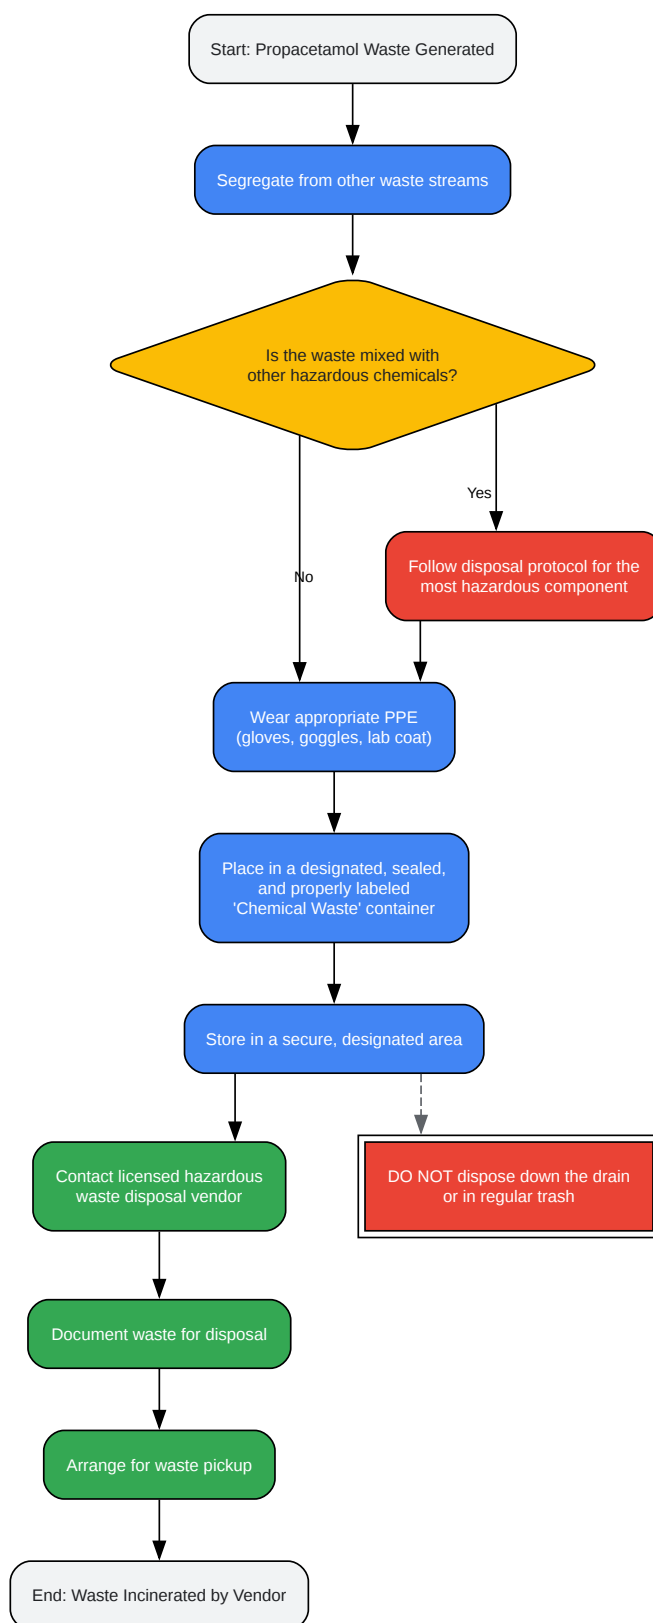 Start: Propacetamol Waste Generated
Segregate from other waste streams
Is the waste mixed with
other hazardous chemicals?
Yes
No
Follow disposal protocol for the
most hazardous component
Wear appropriate PPE
(gloves, goggles, lab coat)
Place in a designated, sealed,
and properly labeled
'Chemical Waste' container
Store in a secure, designated area
Contact licensed hazardous
waste disposal vendor
DO NOT dispose down the drain
or in regular trash
Document waste for disposal
Arrange for waste pickup
End: Waste Incinerated by Vendor